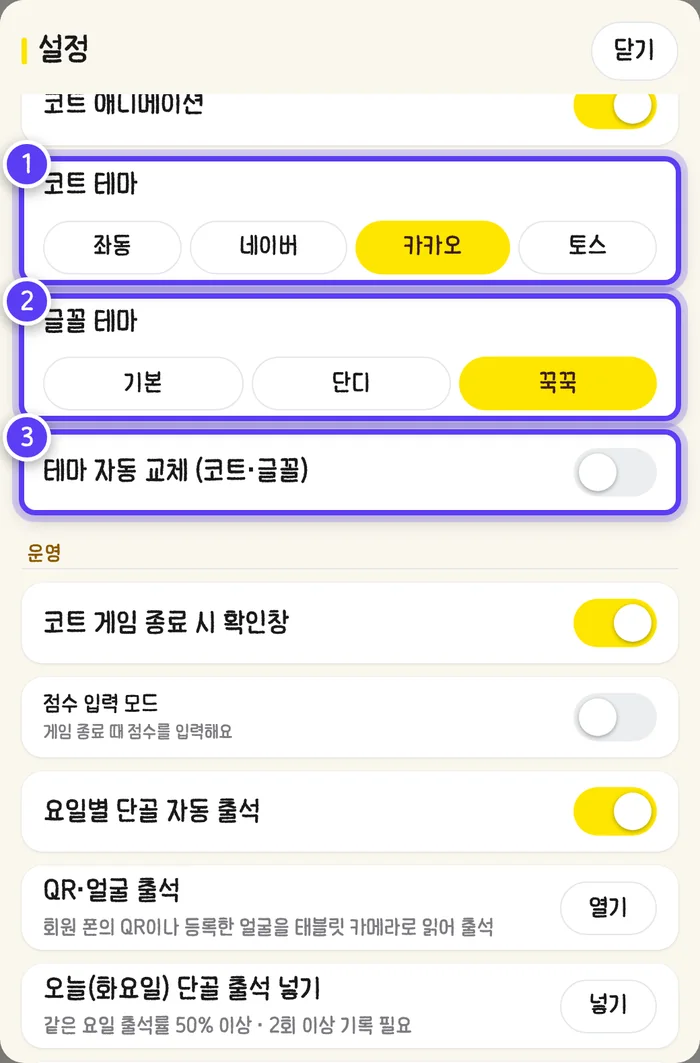 설정
닫기
코트 애니메이션
1
코트 테마
좌동
네이버
카카오
토스
2
글꼴 테마
기본
단디
꾹꾹
3
테마 자동 교체 (코트·글꼴)
운영
코트 게임 종료 시 확인창
점수 입력 모드
게임 종료 때 점수를 입력해요
요일별 단골 자동 출석
QR·얼굴 출석
회원 폰의 QR이나 등록한 얼굴을 태블릿 카메라로 읽어 출석
열기
오늘(화요일) 단골 출석 넣기
같은 요일 출석률 50% 이상 · 2회 이상 기록 필요
넣기